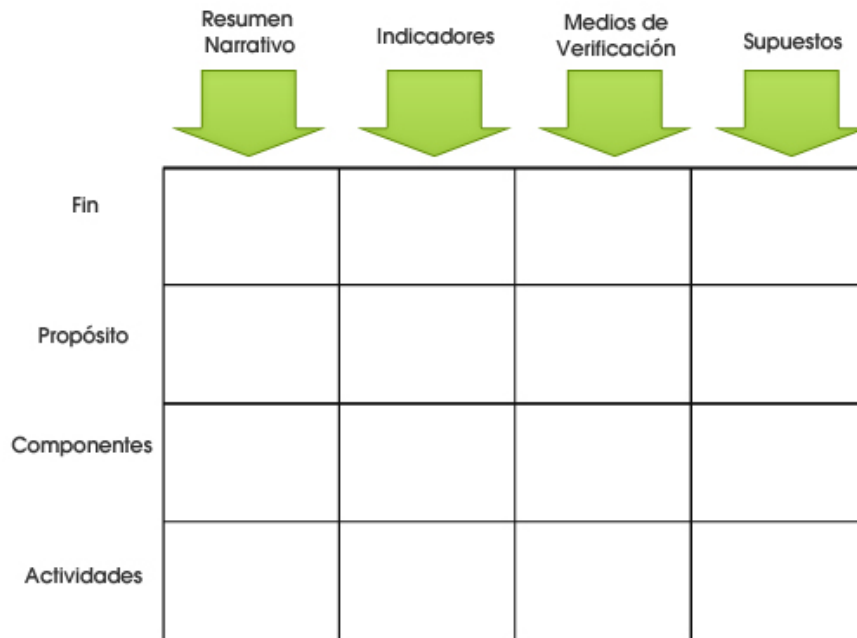 Resumen
Narrativo
Indicadores
Medios de
Verificación
Supuestos
Fin
Propósito
Componentes
Actividades